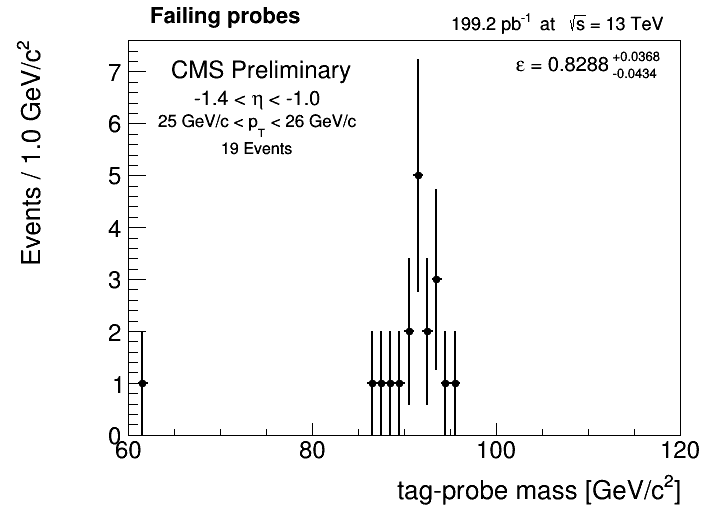 Failing probes
199.2 pb⁻¹ at √s = 13 TeV
CMS Preliminary
-1.4 < η < -1.0
25 GeV/c < p_T < 26 GeV/c
19 Events
ε = 0.8288 +0.0368 -0.0434
Events / 1.0 GeV/c²
7
6
5
4
3
2
1
0
60 80 100 120
tag-probe mass [GeV/c²]